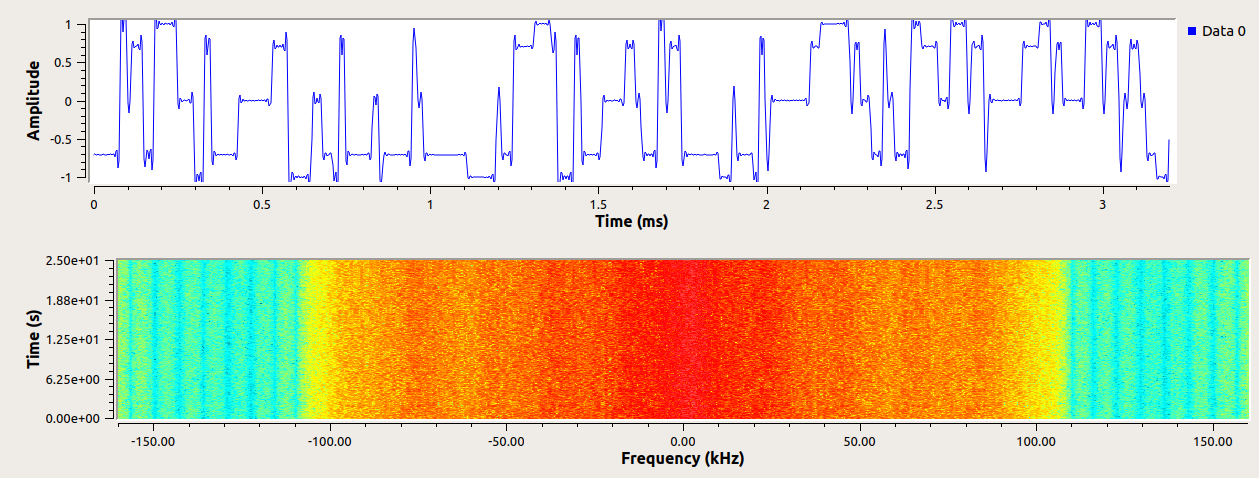 1
0.5
0
-0.5
-1
Amplitude
Data 0
0 0.5 1 1.5 2 2.5 3
Time (ms)
2.50e+01
1.88e+01
1.25e+01
6.25e+00
0.00e+00
Time (s)
-150.00 -100.00 -50.00 0.00 50.00 100.00 150.00
Frequency (kHz)